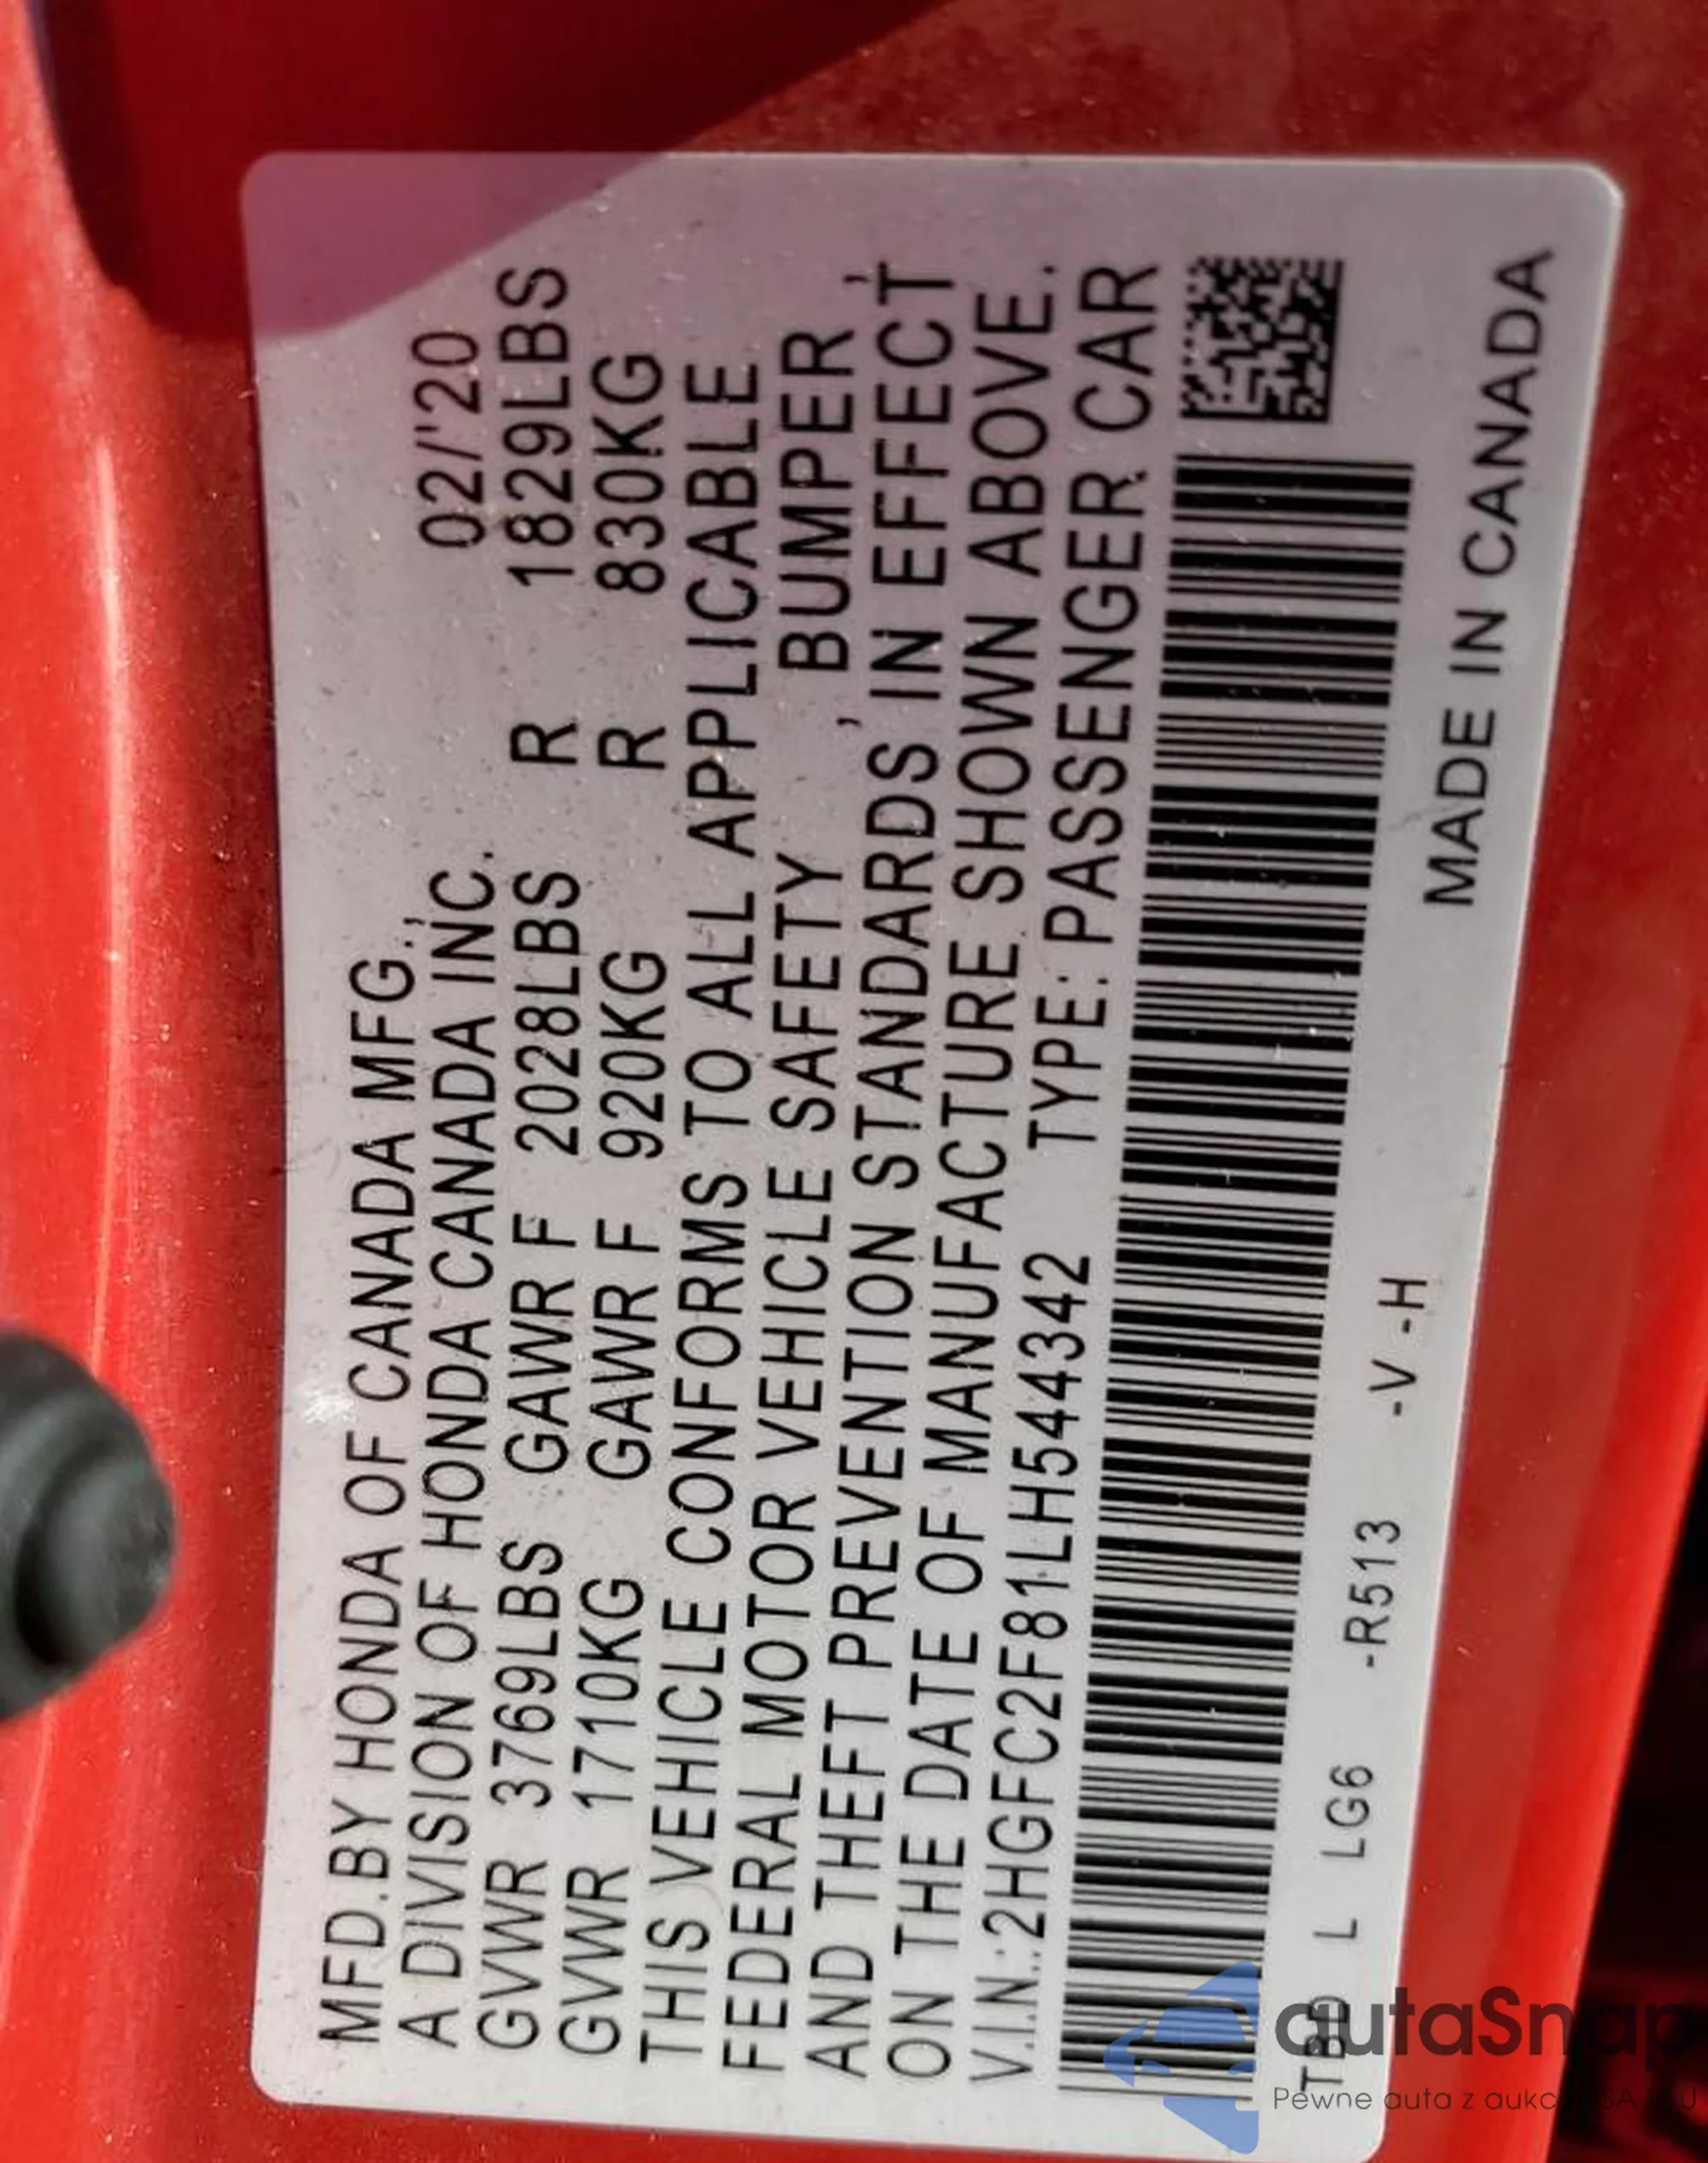 MFD.BY HONDA OF CANADA MFG.,
A DIVISION OF HONDA CANADA INC. 02/'20
GVWR 3769LBS GAWR F 2028LBS R 1829LBS
GVWR 1710KG GAWR F 920KG R 830KG
THIS VEHICLE CONFORMS TO ALL APPLICABLE
FEDERAL MOTOR VEHICLE SAFETY , BUMPER ,
AND THEFT PREVENTION STANDARDS, IN EFFECT
ON THE DATE OF MANUFACTURE SHOWN ABOVE.
V.I.N.:2HGFC2F81LH544342 TYPE: PASSENGER CAR
TBD L LG6 -R513 -V -H
MADE IN CANADA
autaSnap
Pewne auta z